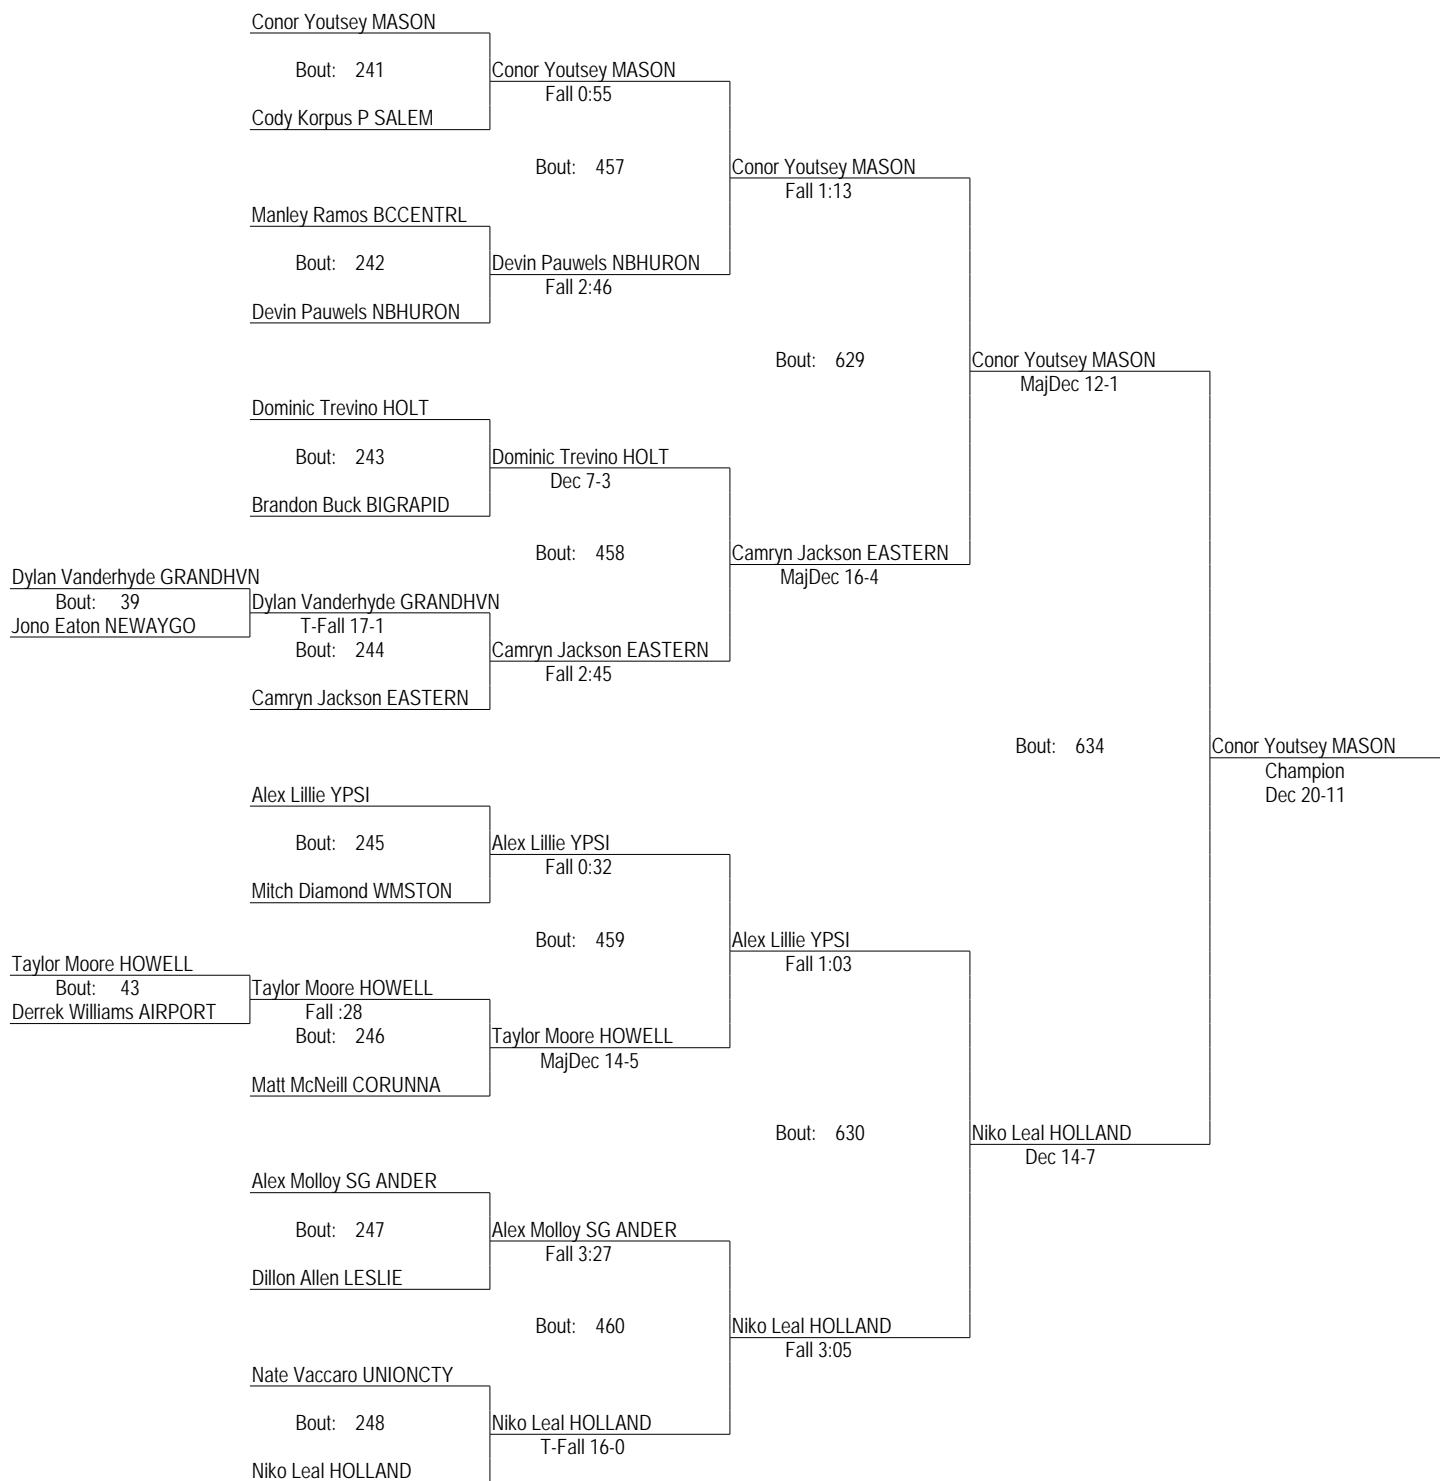 Conor Youtsey MASON
Bout: 241
Conor Youtsey MASON
Fall 0:55
Cody Korpus P SALEM
Bout: 457
Conor Youtsey MASON
Fall 1:13
Manley Ramos BCCENTRL
Bout: 242
Devin Pauwels NBHURON
Fall 2:46
Devin Pauwels NBHURON
Bout: 629
Conor Youtsey MASON
MajDec 12-1
Dominic Trevino HOLT
Bout: 243
Dominic Trevino HOLT
Dec 7-3
Brandon Buck BIGRAPID
Bout: 458
Camryn Jackson EASTERN
MajDec 16-4
Dylan Vanderhyde GRANDHVN
Bout: 39
Jono Eaton NEWAYGO
Dylan Vanderhyde GRANDHVN
T-Fall 17-1
Bout: 244
Camryn Jackson EASTERN
Fall 2:45
Camryn Jackson EASTERN
Bout: 634
Conor Youtsey MASON
Champion
Dec 20-11
Alex Lillie YPSI
Bout: 245
Alex Lillie YPSI
Fall 0:32
Mitch Diamond WMSTON
Bout: 459
Alex Lillie YPSI
Fall 1:03
Taylor Moore HOWELL
Bout: 43
Derrek Williams AIRPORT
Taylor Moore HOWELL
Fall :28
Bout: 246
Taylor Moore HOWELL
MajDec 14-5
Matt McNeill CORUNNA
Bout: 630
Niko Leal HOLLAND
Dec 14-7
Alex Molloy SG ANDER
Bout: 247
Alex Molloy SG ANDER
Fall 3:27
Dillon Allen LESLIE
Bout: 460
Niko Leal HOLLAND
Fall 3:05
Nate Vaccaro UNIONCTY
Bout: 248
Niko Leal HOLLAND
T-Fall 16-0
Niko Leal HOLLAND